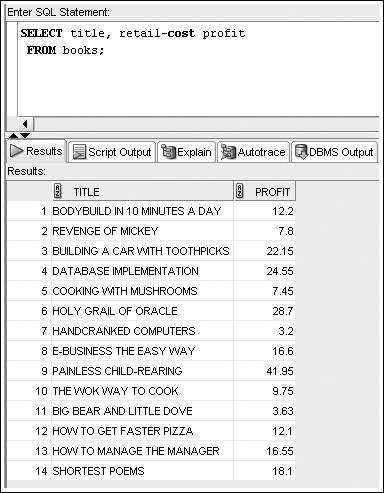 Enter SQL Statement:
SELECT title, retail-cost profit
FROM books;
Results Script Output Explain Autotrace DBMS Output
Results:
TITLE PROFIT
1 BODYBUILD IN 10 MINUTES A DAY 12.2
2 REVENGE OF MICKEY 7.8
3 BUILDING A CAR WITH TOOTHPICKS 22.15
4 DATABASE IMPLEMENTATION 24.55
5 COOKING WITH MUSHROOMS 7.45
6 HOLY GRAIL OF ORACLE 28.7
7 HANDCRANKED COMPUTERS 3.2
8 E-BUSINESS THE EASY WAY 16.6
9 PAINLESS CHILD-REARING 41.95
10 THE WOK WAY TO COOK 9.75
11 BIG BEAR AND LITTLE DOVE 3.63
12 HOW TO GET FASTER PIZZA 12.1
13 HOW TO MANAGE THE MANAGER 16.55
14 SHORTEST POEMS 18.1